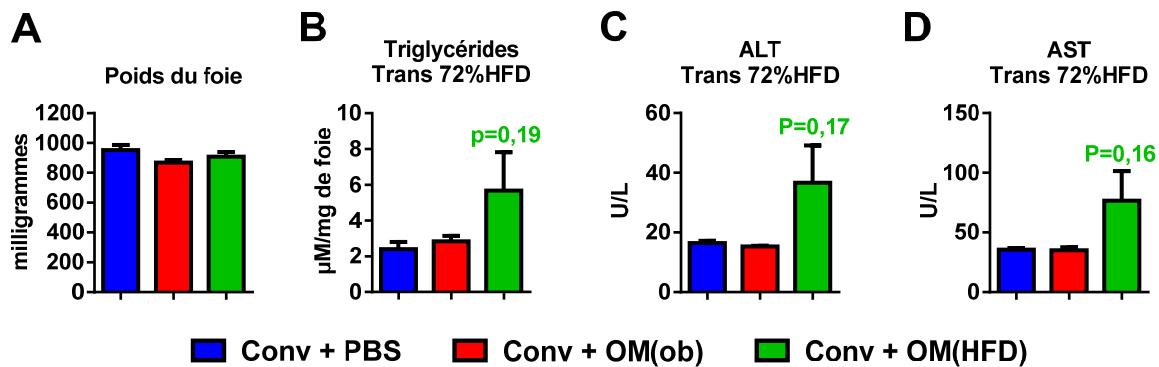 A
Poids du foie
milligrammes
1200
1000
800
600
400
200
0
B
Triglycérides
Trans 72%HFD
µM/mg de foie
10
8
6
4
2
0
p=0,19
C
ALT
Trans 72%HFD
U/L
60
40
20
0
P=0,17
D
AST
Trans 72%HFD
U/L
150
100
50
0
P=0,16
Conv + PBS
Conv + OM(ob)
Conv + OM(HFD)